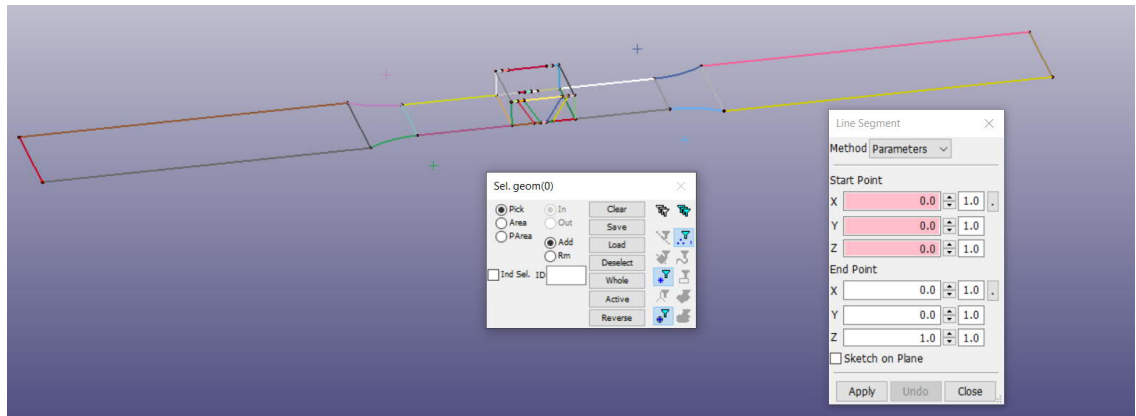 Line Segment
Method Parameters
Start Point
X 0.0 1.0 .
Y 0.0 1.0
Z 0.0 1.0
End Point
X 0.0 1.0 .
Y 0.0 1.0
Z 1.0 1.0
Sketch on Plane
Apply Undo Close
Sel. geom(0)
Pick In Clear
Area Out Save
PArea Add Load
Rm Deselect
Ind Sel. ID Whole
Active
Reverse